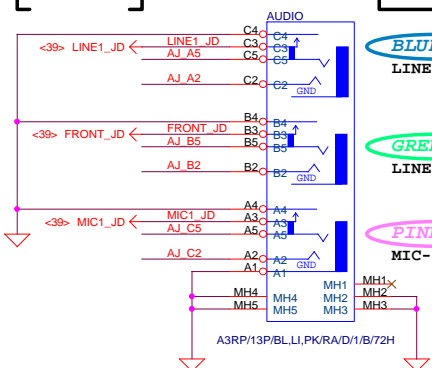 AUDIO
C4 C4
<39> LINE1_JD LINE1_JD C3 C3
AJ_A5 C5 C5
AJ_A2 C2 C2
GND
BLUE
LINE
B4 B4
<39> FRONT_JD FRONT_JD B3 B3
AJ_B5 B5 B5
AJ_B2 B2 B2
GND
LINE
A4 A4
<39> MIC1_JD MIC1_JD A3 A3
AJ_C5 A5 A5
AJ_C2 A2 A2
GND
A1 A1
PINK
MIC-
MH1 MH1
MH4 MH4 MH2 MH2
MH5 MH5 MH3 MH3
A3RP/13P/BL,LI,PK/RA/D/1/B/72H